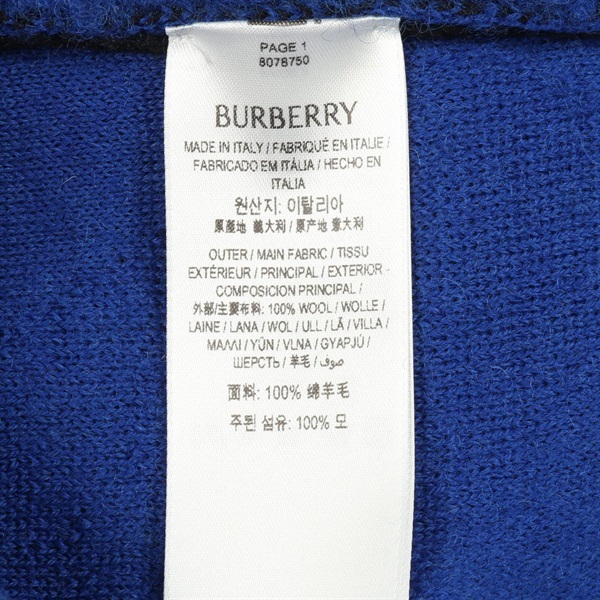 PAGE 1
8078750
BURBERRY
MADE IN ITALY / FABRIQUÉ EN ITALIE /
FABRICADO EM ITÁLIA / HECHO EN
ITALIA
원산지: 이탈리아
原産地 義大利 / 原产地 意大利
OUTER / MAIN FABRIC / TISSU
EXTÉRIEUR / PRINCIPAL / EXTERIOR -
COMPOSICIÓN PRINCIPAL /
外部/主要布料: 100% WOOL / WOLLE /
LAINE / LANA / WOL / ULL / LÃ / VILLA /
ΜΑΛΛΙ / YÜN / VLNA / GYAPJÚ /
ШЕРСТЬ / 羊毛 / صوف
面料: 100% 绵羊毛
주된 섬유: 100% 모